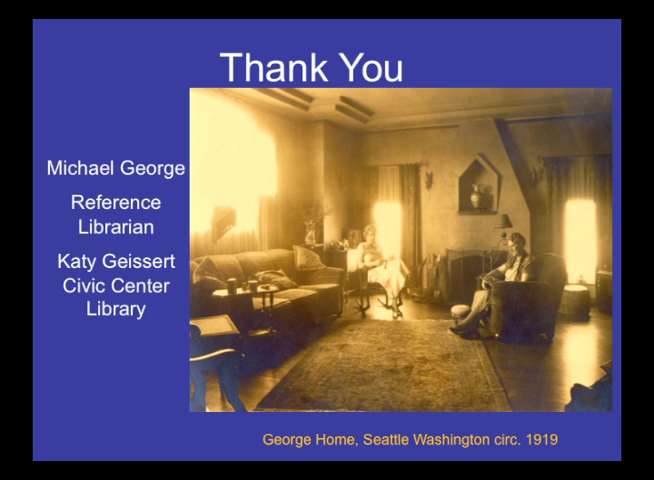 Thank You
Michael George
Reference
Librarian
Katy Geissert
Civic Center
Library
George Home, Seattle Washington circ. 1919